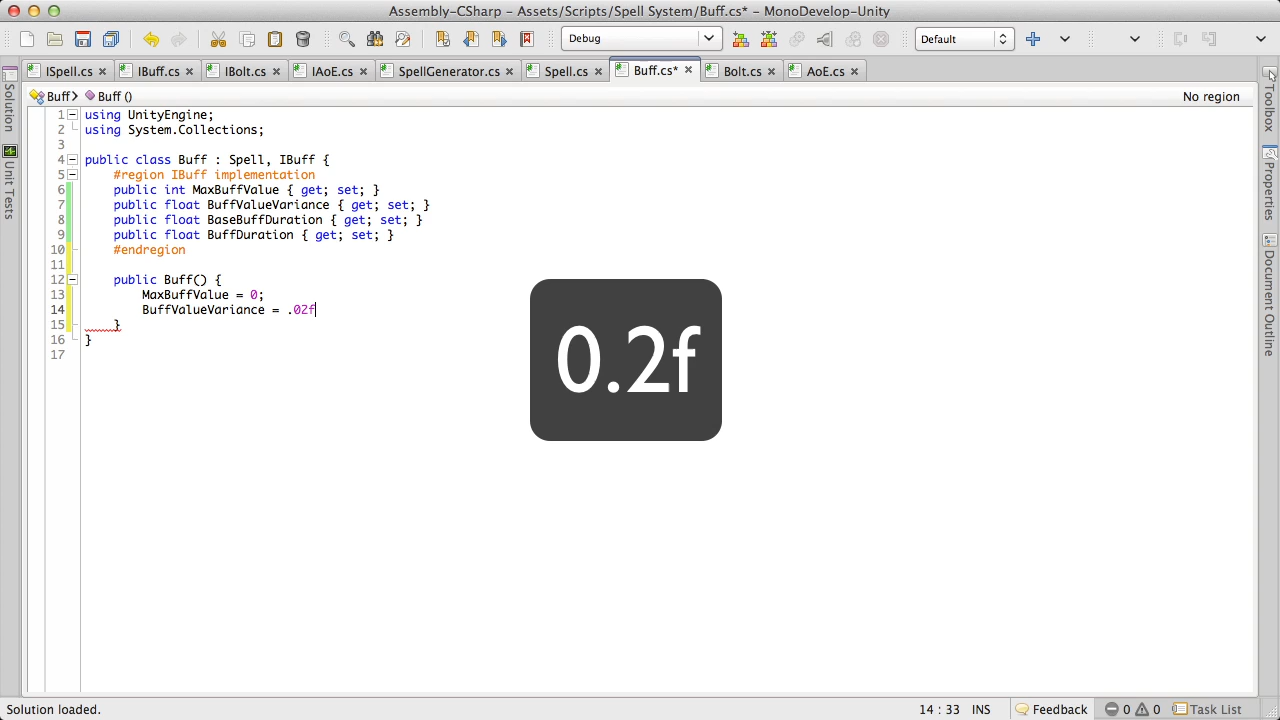 Assembly-CSharp - Assets/Scripts/Spell System/Buff.cs* - MonoDevelop-Unity
Debug
Default
ISpell.cs
IBuff.cs
IBolt.cs
IAoE.cs
SpellGenerator.cs
Spell.cs
Buff.cs*
Bolt.cs
AoE.cs
Buff
Buff ()
No region
Solution
Unit Tests
Toolbox
Properties
Document Outline
1 using UnityEngine;
2 using System.Collections;
3
4 public class Buff : Spell, IBuff {
5 #region IBuff implementation
6 public int MaxBuffValue { get; set; }
7 public float BuffValueVariance { get; set; }
8 public float BaseBuffDuration { get; set; }
9 public float BuffDuration { get; set; }
10 #endregion
11
12 public Buff() {
13 MaxBuffValue = 0;
14 BuffValueVariance = .02f
15 }
16 }
17
0.2f
Solution loaded.
14 : 33
INS
Feedback
0
0
Task List